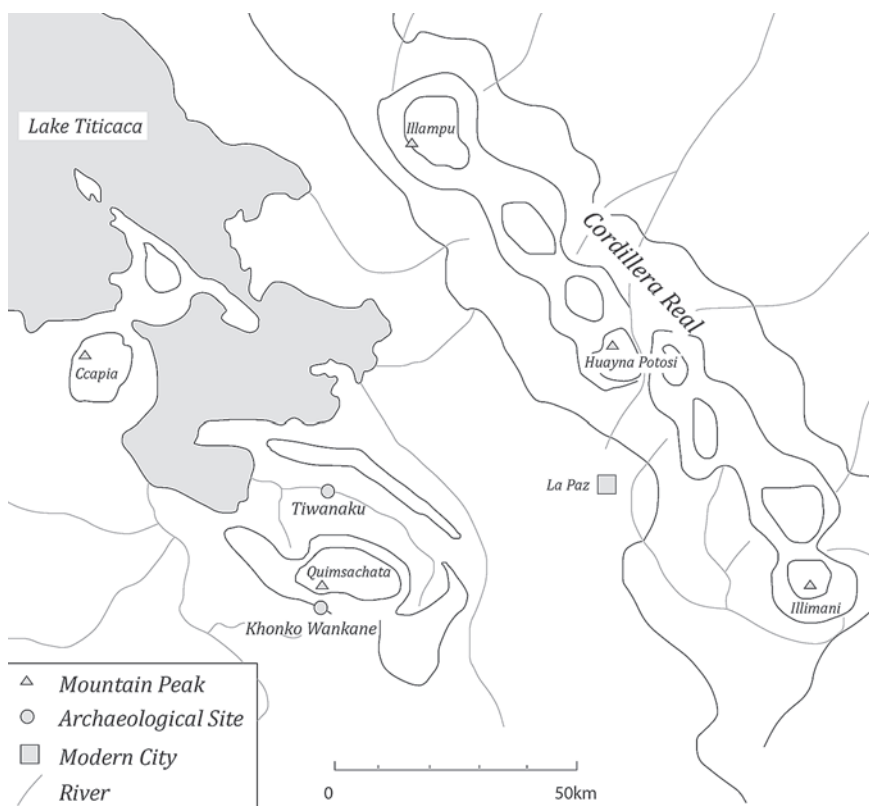 Illampu
Lake Titicaca
Cordillera Real
Huayna Potosi
Ccapia
La Paz
Tiwanaku
Quimsachata
Illimani
Khonko Wankane
Mountain Peak
Archaeological Site
Modern City
River
0
50km